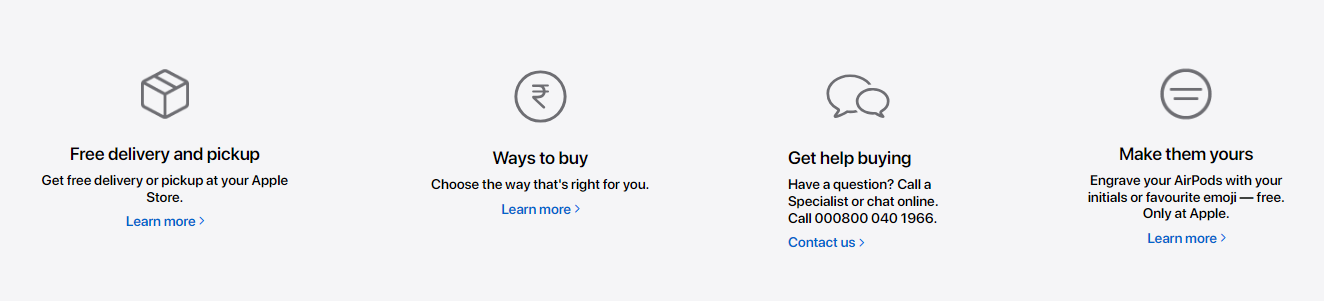 ₹
Free delivery and pickup
Get free delivery or pickup at your Apple
Store.
Learn more >
Ways to buy
Choose the way that's right for you.
Learn more >
Get help buying
Have a question? Call a
Specialist or chat online.
Call 000800 040 1966.
Contact us >
Make them yours
Engrave your AirPods with your
initials or favourite emoji — free.
Only at Apple.
Learn more >